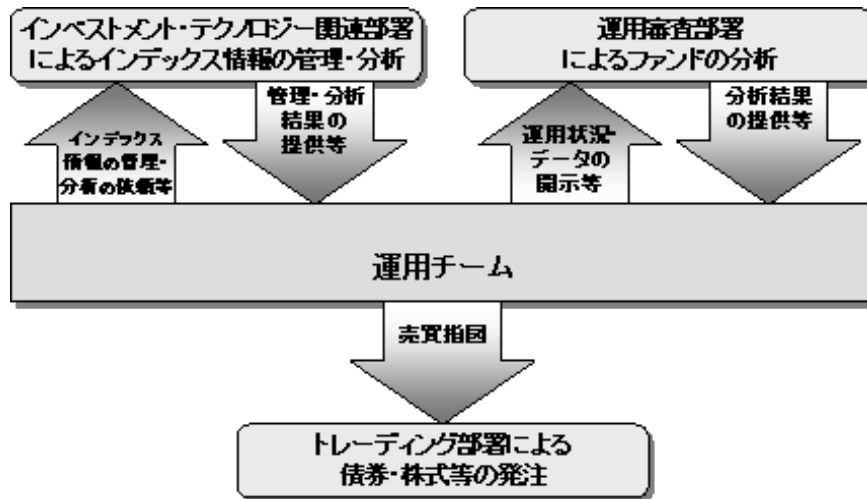 インベストメント・テクノロジー関連部署
によるインデックス情報の管理・分析
運用審査部署
によるファンドの分析
インデックス
情報の管理・
分析の依頼等
管理・分析
結果の
提供等
運用状況・
データの
開示等
分析結果
の提供等
運用チーム
売買指図
トレーディング部署による
債券・株式等の発注